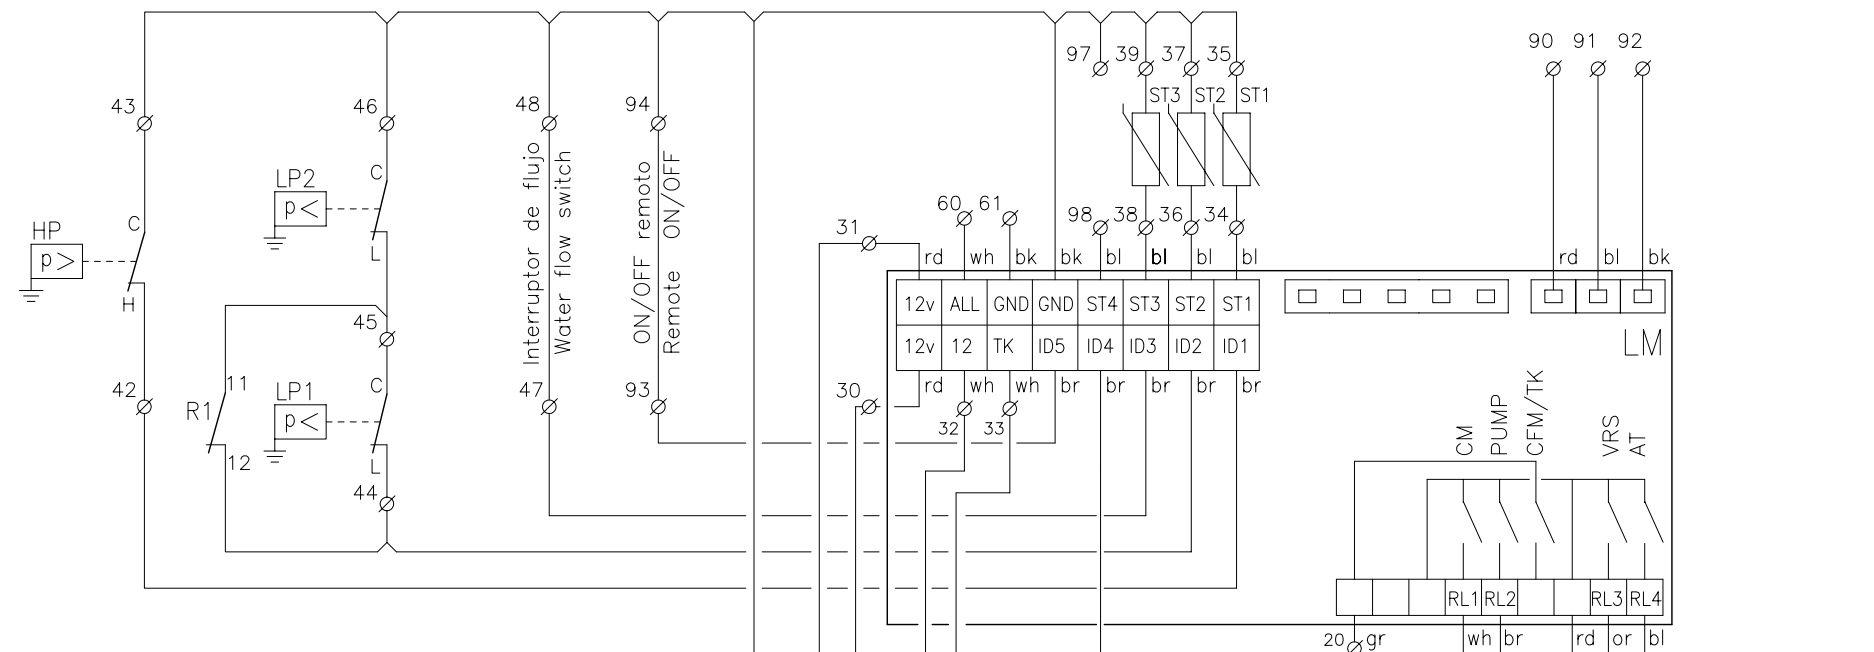 90 91 92
97 39 37 35
ST3 ST2 ST1
43 46 48 94
LP2 C
p<
HP C
p>
L
H
Interruptor de flujo
Water flow switch
ON/OFF remoto
Remote ON/OFF
60 61 98 38 36 34
31
rd wh bk bk bl bl bl bl rd bl bk
12v ALL GND GND ST4 ST3 ST2 ST1
12v 12 TK ID5 ID4 ID3 ID2 ID1
LM
45
rd wh wh br br br br br
42 11 LP1 C 47 93 30
R1 p<
32 33
12 L
44
CM PUMP CFM/TK VRS AT
RL1 RL2 RL3 RL4
20 gr wh br rd or bl